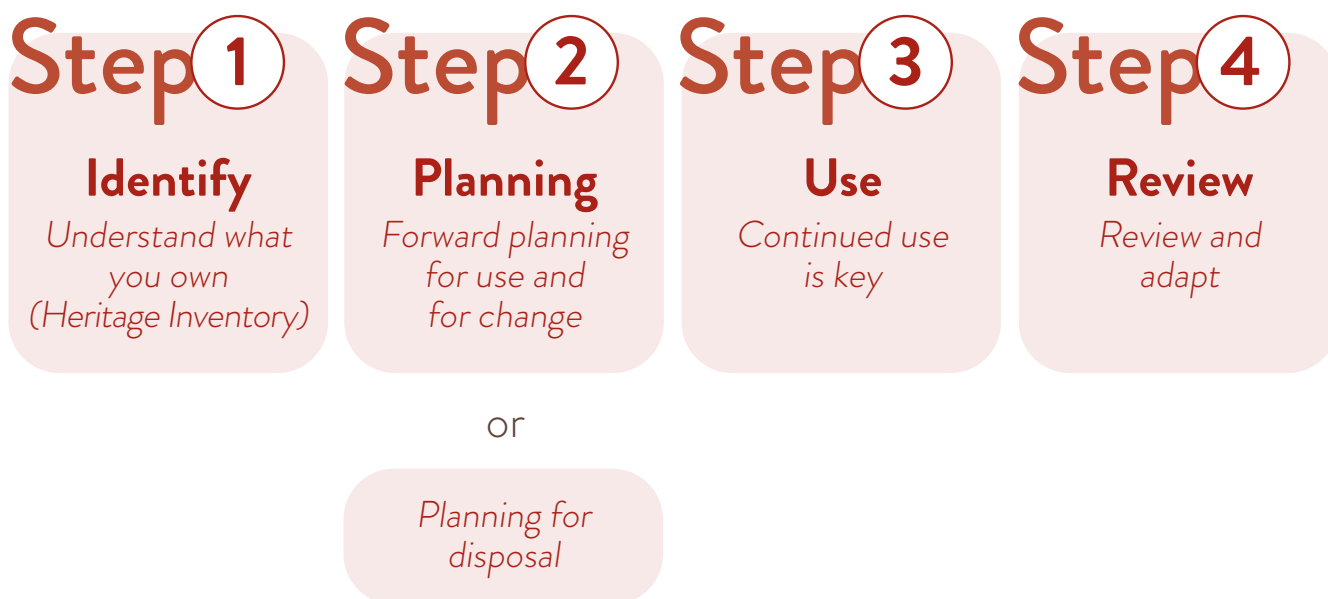 Step 1
Identify
Understand what
you own
(Heritage Inventory)
Step 2
Planning
Forward planning
for use and
for change
or
Planning for
disposal
Step 3
Use
Continued use
is key
Step 4
Review
Review and
adapt